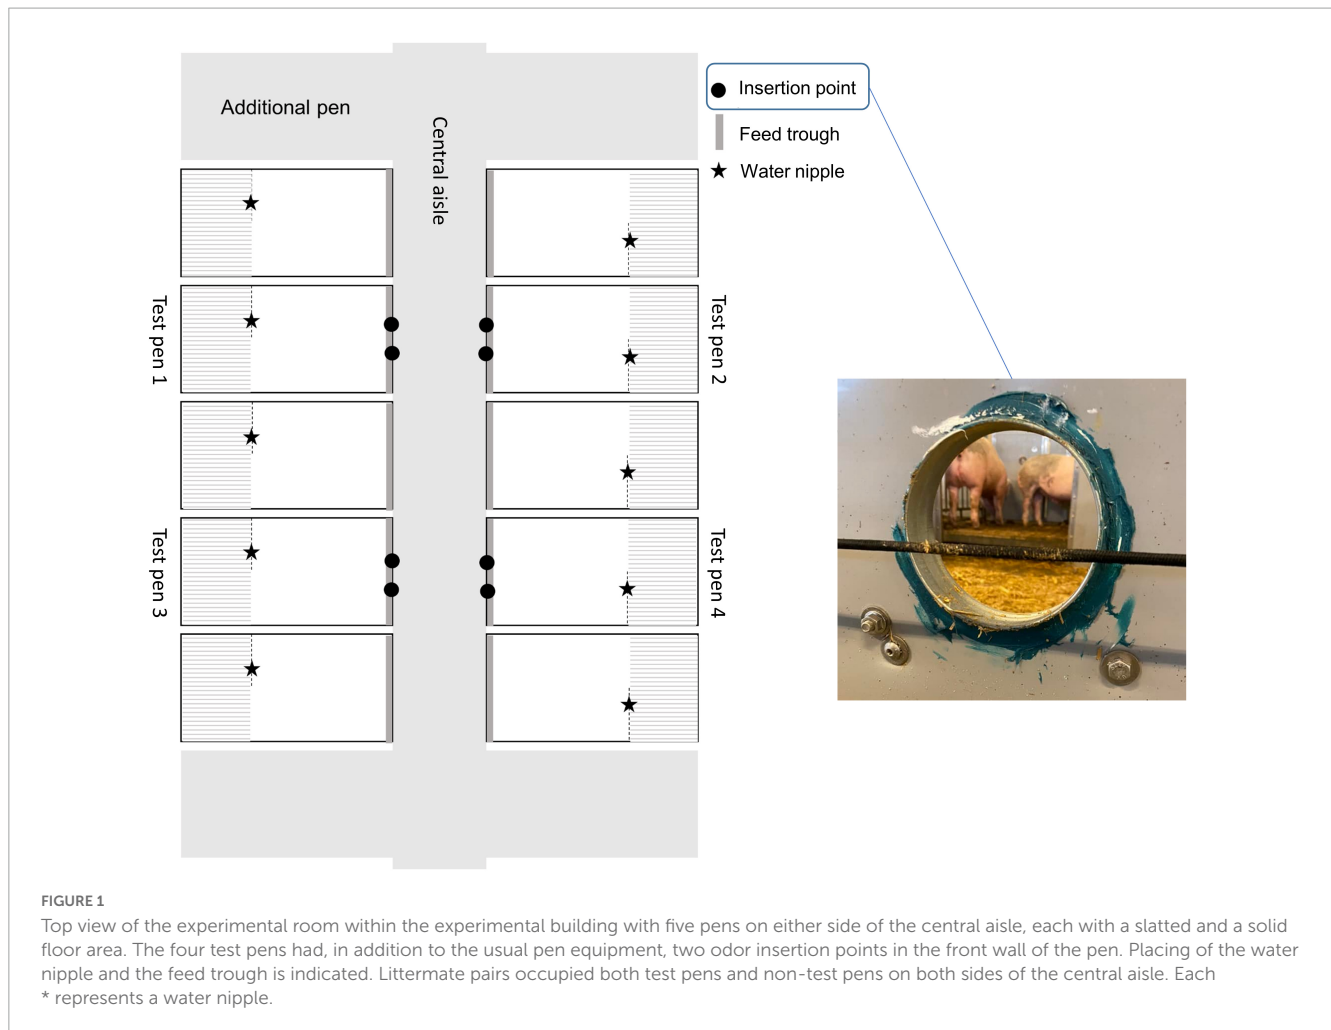 Additional pen
Central aisle
Insertion point
Feed trough
Water nipple
Test pen 1
Test pen 2
Test pen 3
Test pen 4
FIGURE 1
Top view of the experimental room within the experimental building with five pens on either side of the central aisle, each with a slatted and a solid
floor area. The four test pens had, in addition to the usual pen equipment, two odor insertion points in the front wall of the pen. Placing of the water
nipple and the feed trough is indicated. Littermate pairs occupied both test pens and non-test pens on both sides of the central aisle. Each
* represents a water nipple.